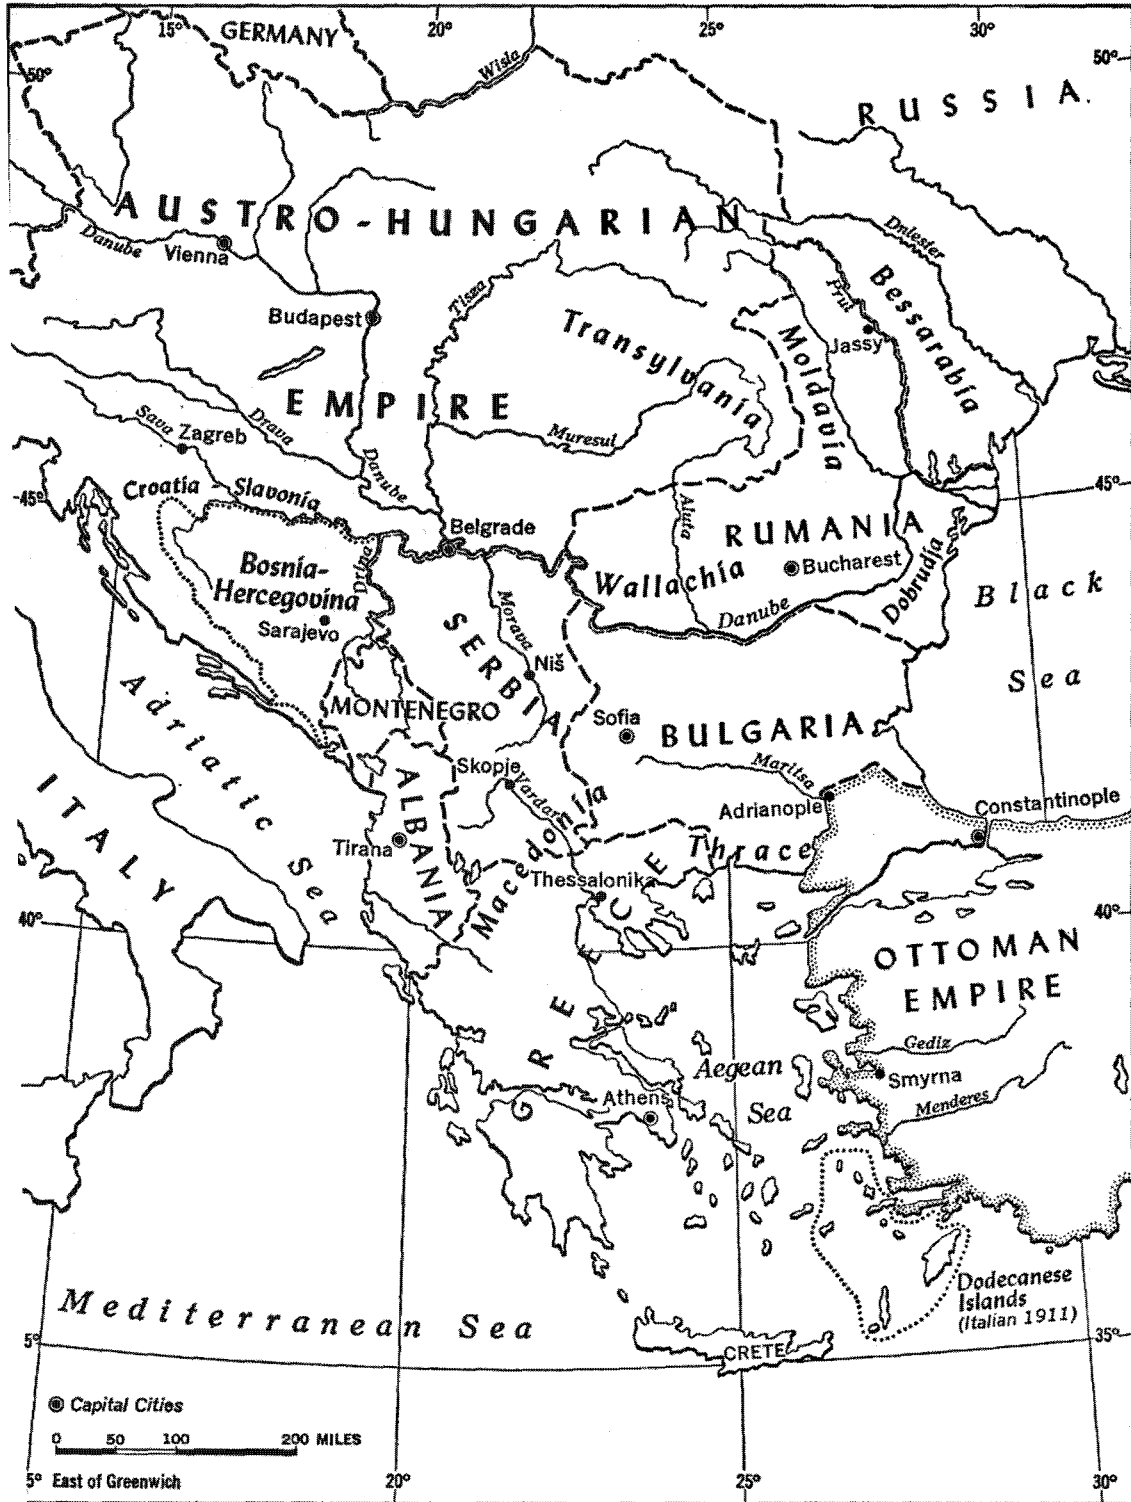 15° GERMANY 20° 25° 30°
50° 50°
Wisla
RUSSIA
AUSTRO-HUNGARIAN
EMPIRE
Danube
Vienna
Dniester
Bessarabia
Prut
Jassy
Budapest
Tisza
Transylvania
Moldavia
Muresul
Drava
Sava
Zagreb
Danube
-45° 45°
Croatia
Slavonia
Belgrade
Aluta
RUMANIA
Bucharest
Wallachia
Danube
Dobrudja
Black
Sea
Bosnia-
Hercegovina
Drina
Sarajevo
SERBIA
Morava
Niš
MONTENEGRO
Sofia
BULGARIA
Maritsa
Adriatic
Sea
ITALY
Skopje
Vardar
Macedonia
Adrianople
Constantinople
ALBANIA
Tirana
Thrace
Thessalonika
GREECE
40° 40°
OTTOMAN
EMPIRE
Gediz
Smyrna
Menderes
Aegean
Sea
Athens
Dodecanese
Islands
(Italian 1911)
Mediterranean Sea
CRETE
5° 35°
Capital Cities
0 50 100 200 MILES
5° East of Greenwich 20° 25° 30°